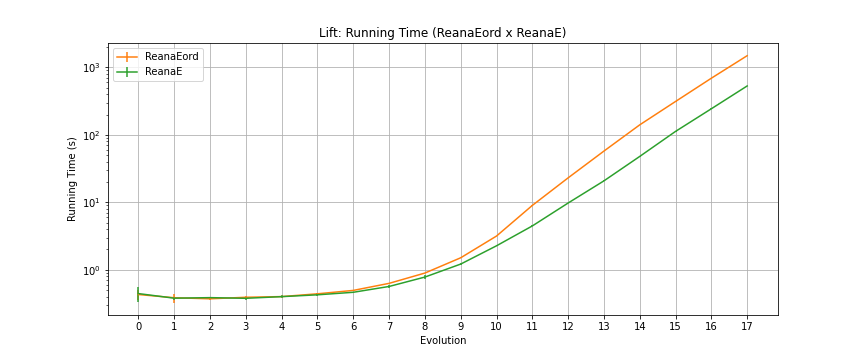 Lift: Running Time (ReanaEord x ReanaE)
ReanaEord
ReanaE
Running Time (s)
10³
10²
10¹
10⁰
0 1 2 3 4 5 6 7 8 9 10 11 12 13 14 15 16 17
Evolution